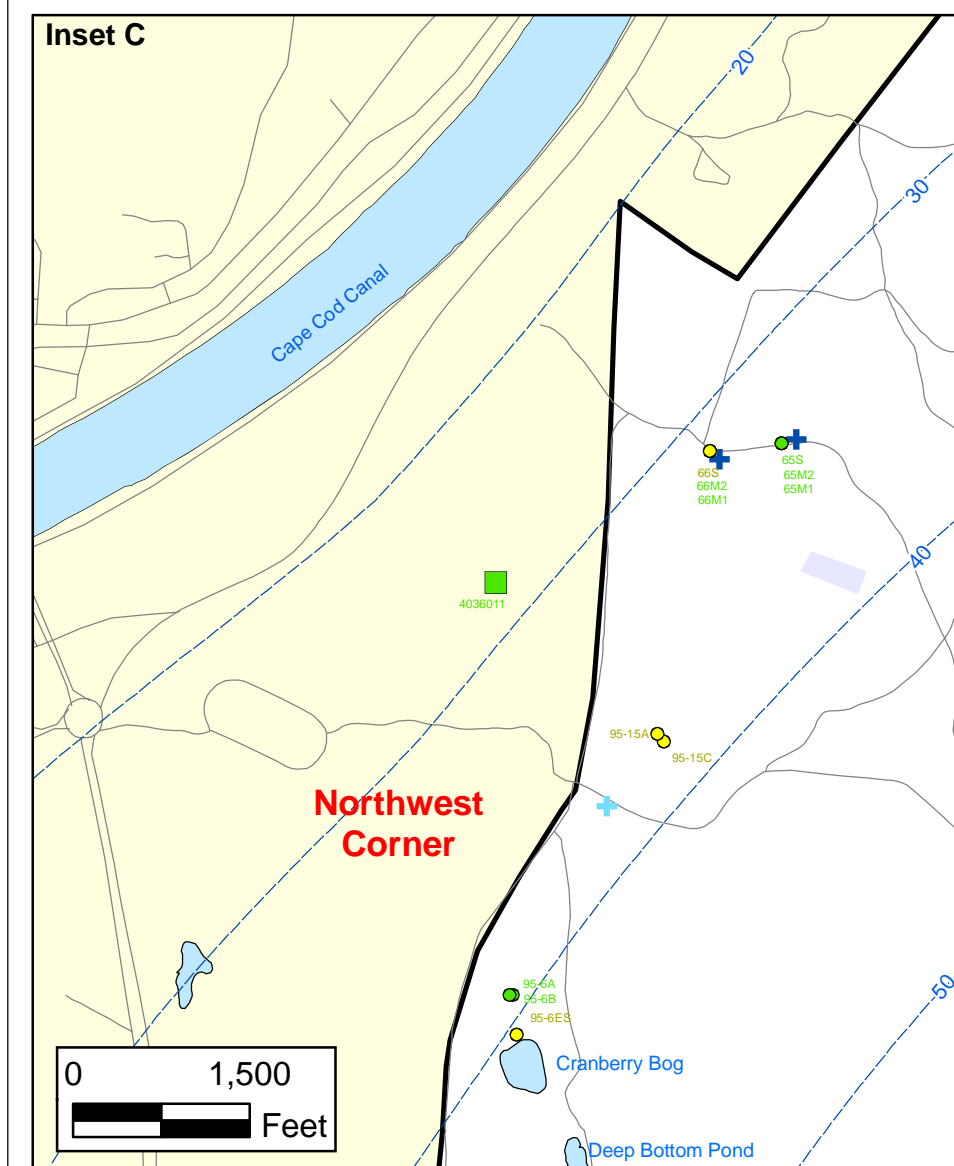 Inset C
20
30
Cape Cod Canal
66S
66M2
66M1
65S
65M2
65M1
40
4036011
95-15A
95-15C
Northwest
Corner
95-6A
95-6B
95-6ES
50
Cranberry Bog
0 1,500
Feet
Deep Bottom Pond